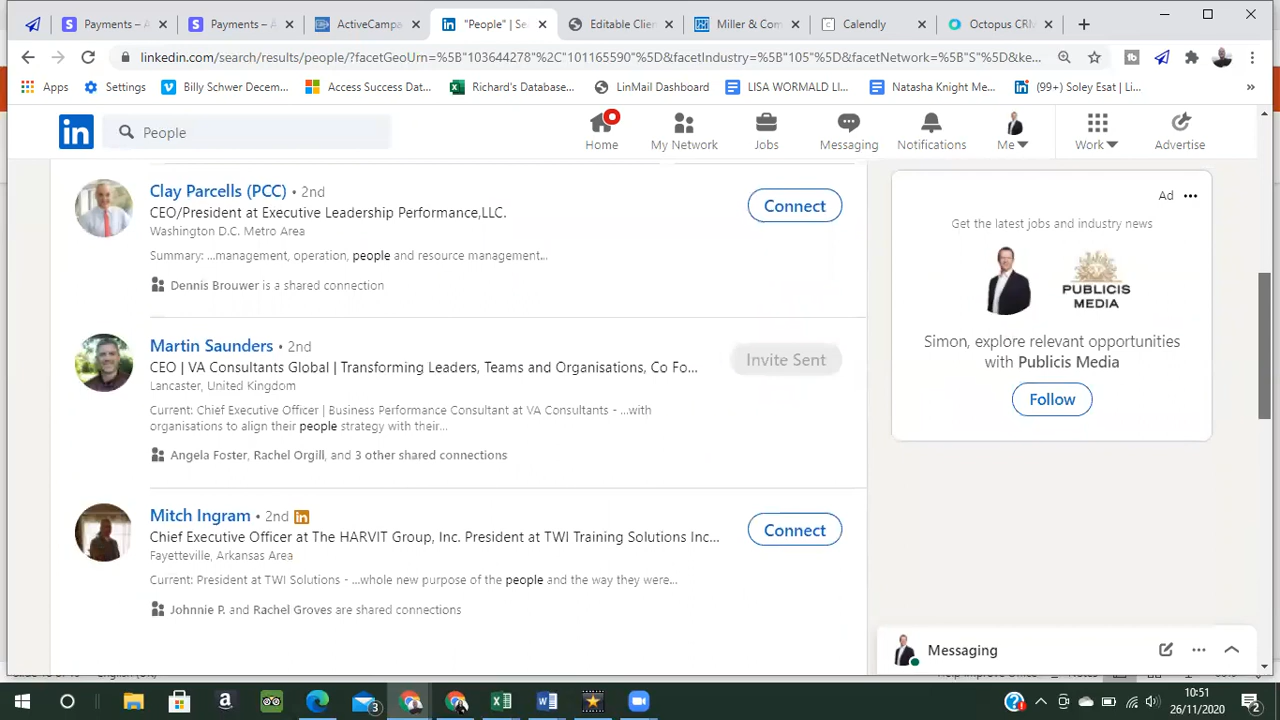 Payments – A
Payments – A
ActiveCampa
"People" | Se
Editable Clier
Miller & Com
Calendly
Octopus CRM
linkedin.com/search/results/people/?facetGeoUrn=%5B"103644278"%2C"101165590"%5D&facetIndustry=%5B"105"%5D&facetNetwork=%5B"S"%5D&ke...
Apps
Settings
Billy Schwer Decem...
Access Success Dat...
Richard's Database...
LinMail Dashboard
LISA WORMALD LI...
Natasha Knight Me...
(99+) Soley Esat | Li...
»
in
People
Home
My Network
Jobs
Messaging
Notifications
Me
Work
Advertise
Clay Parcells (PCC) • 2nd
CEO/President at Executive Leadership Performance,LLC.
Washington D.C. Metro Area
Summary: ...management, operation, people and resource management...
Dennis Brouwer is a shared connection
Connect
Martin Saunders • 2nd
CEO | VA Consultants Global | Transforming Leaders, Teams and Organisations, Co Fo...
Lancaster, United Kingdom
Current: Chief Executive Officer | Business Performance Consultant at VA Consultants - ...with
organisations to align their people strategy with their...
Angela Foster, Rachel Orgill, and 3 other shared connections
Invite Sent
Mitch Ingram • 2nd in
Chief Executive Officer at The HARVIT Group, Inc. President at TWI Training Solutions Inc...
Fayetteville, Arkansas Area
Current: President at TWI Solutions - ...whole new purpose of the people and the way they were...
Johnnie P. and Rachel Groves are shared connections
Connect
Ad
Get the latest jobs and industry news
PUBLICIS
MEDIA
Simon, explore relevant opportunities
with Publicis Media
Follow
Messaging
3
10:51
26/11/2020
2